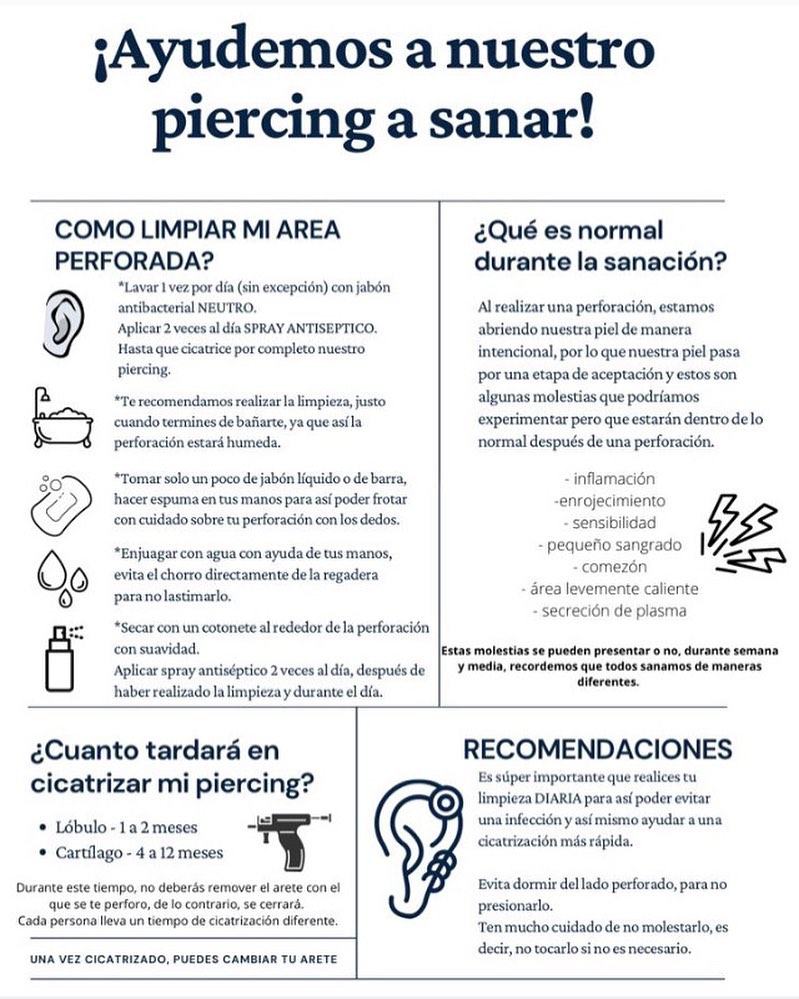 ¡Ayudemos a nuestro
piercing a sanar!
COMO LIMPIAR MI AREA
PERFORADA?
*Lavar 1 vez por día (sin excepción) con jabón
antibacterial NEUTRO.
Aplicar 2 veces al día SPRAY ANTISEPTICO.
Hasta que cicatrice por completo nuestro
piercing.
*Te recomendamos realizar la limpieza, justo
cuando termines de bañarte, ya que así la
perforación estará humeda.
*Tomar solo un poco de jabón líquido o de barra,
hacer espuma en tus manos para así poder frotar
con cuidado sobre tu perforación con los dedos.
*Enjuagar con agua con ayuda de tus manos,
evita el chorro directamente de la regadera
para no lastimarlo.
*Secar con un cotonete al rededor de la perforación
con suavidad.
Aplicar spray antiséptico 2 veces al día, después de
haber realizado la limpieza y durante el día.
¿Qué es normal
durante la sanación?
Al realizar una perforación, estamos
abriendo nuestra piel de manera
intencional, por lo que nuestra piel pasa
por una etapa de aceptación y estos son
algunas molestias que podríamos
experimentar pero que estarán dentro de lo
normal después de una perforación.
- inflamación
-enrojecimiento
- sensibilidad
- pequeño sangrado
- comezón
- área levemente caliente
- secreción de plasma
Estas molestias se pueden presentar o no, durante semana
y media, recordemos que todos sanamos de maneras
diferentes.
¿Cuanto tardará en
cicatrizar mi piercing?
• Lóbulo - 1 a 2 meses
• Cartílago - 4 a 12 meses
Durante este tiempo, no deberás remover el arete con el
que se te perforo, de lo contrario, se cerrará.
Cada persona lleva un tiempo de cicatrización diferente.
UNA VEZ CICATRIZADO, PUEDES CAMBIAR TU ARETE
RECOMENDACIONES
Es súper importante que realices tu
limpieza DIARIA para así poder evitar
una infección y así mismo ayudar a una
cicatrización más rápida.
Evita dormir del lado perforado, para no
presionarlo.
Ten mucho cuidado de no molestarlo, es
decir, no tocarlo si no es necesario.